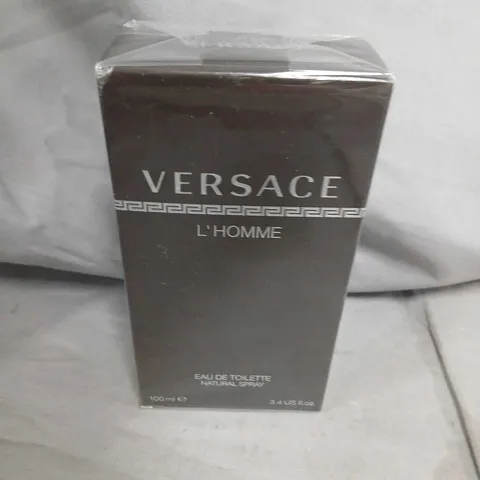 VERSACE
L'HOMME
EAU DE TOILETTE
NATURAL SPRAY
100 ml ℮ 3.4 US fl.oz.